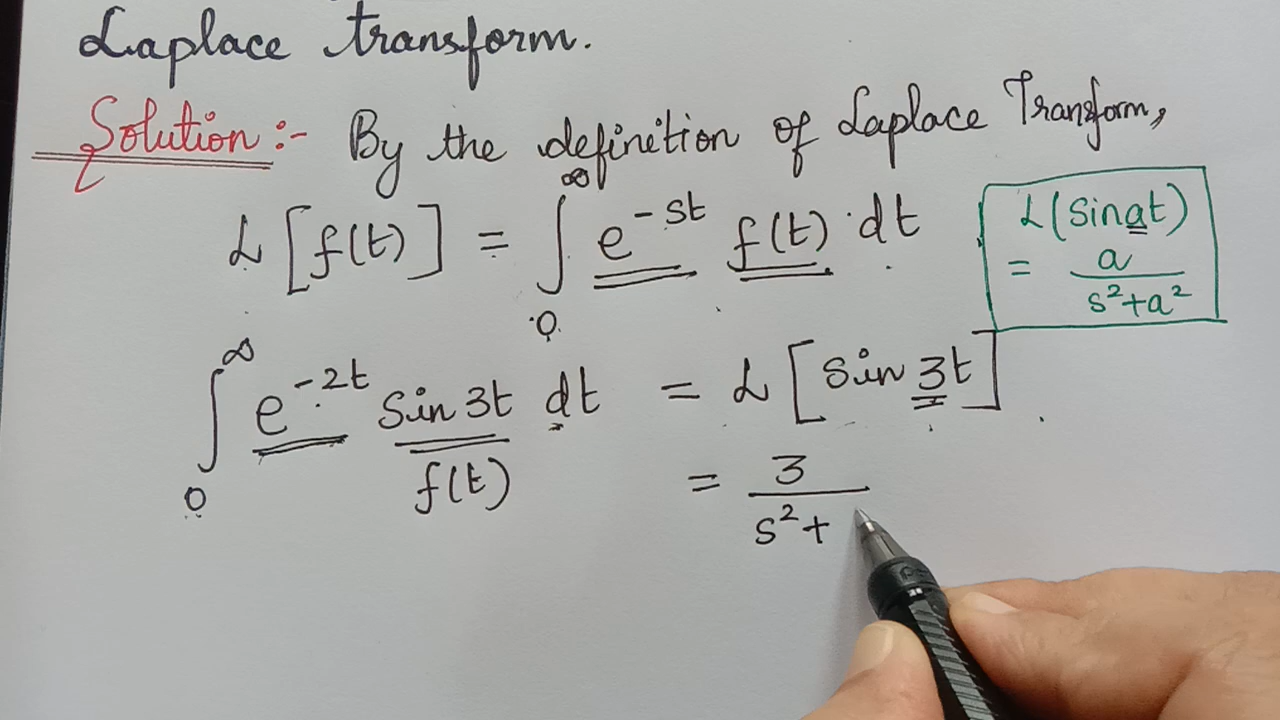 Laplace transform.
Solution :- By the definition of Laplace Transform,
L [f(t)] = ∫₀^∞ e^{-st} f(t) · dt
L(Sin at)
= a / (s²+a²)
∫₀^∞ e^{-2t} Sin 3t dt = L [Sin 3t]
f(t)
= 3 / (s²+